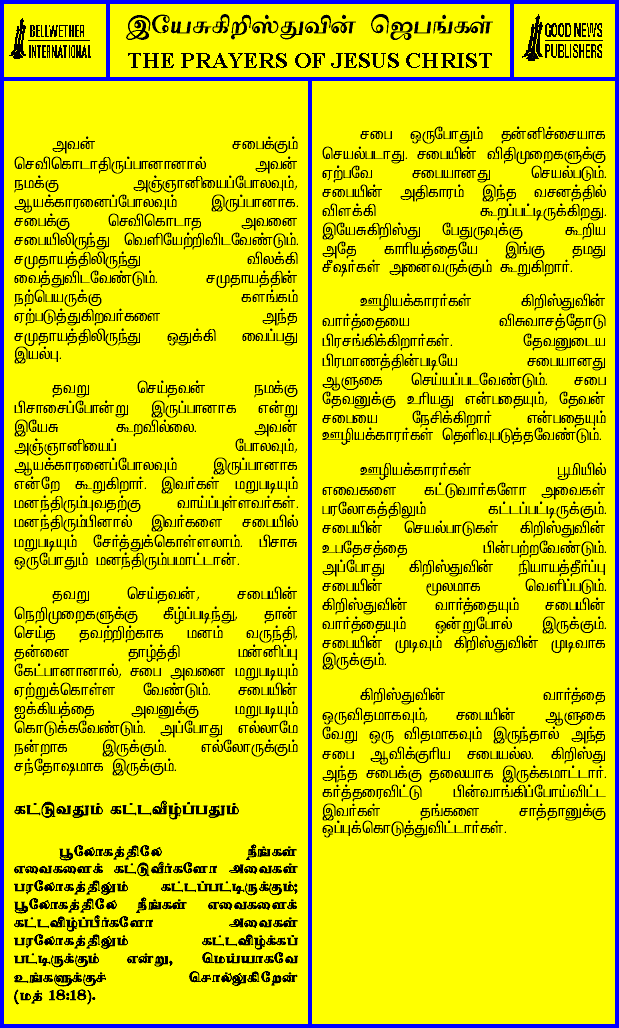 BELLWETHER
INTERNATIONAL
இயேசுகிறிஸ்துவின் ஜெபங்கள்
THE PRAYERS OF JESUS CHRIST
GOOD NEWS
PUBLISHERS
அவன் சபைக்கும்
செவிகொடாதிருப்பானானால் அவன்
நமக்கு அஞ்ஞானியைப்போலவும்,
ஆயக்காரனைப்போலவும் இருப்பானாக.
சபைக்கு செவிகொடாத அவனை
சபையிலிருந்து வெளியேற்றிவிடவேண்டும்.
சமுதாயத்திலிருந்து விலக்கி
வைத்துவிடவேண்டும். சமுதாயத்தின்
நற்பெயருக்கு களங்கம்
ஏற்படுத்துகிறவர்களை அந்த
சமுதாயத்திலிருந்து ஒதுக்கி வைப்பது
இயல்பு.
தவறு செய்தவன் நமக்கு
பிசாசைப்போன்று இருப்பானாக என்று
இயேசு கூறவில்லை. அவன்
அஞ்ஞானியைப் போலவும்,
ஆயக்காரனைப்போலவும் இருப்பானாக
என்றே கூறுகிறார். இவர்கள் மறுபடியும்
மனந்திரும்புவதற்கு வாய்ப்புள்ளவர்கள்.
மனந்திரும்பினால் இவர்களை சபையில்
மறுபடியும் சேர்த்துக்கொள்ளலாம். பிசாசு
ஒருபோதும் மனந்திரும்பமாட்டான்.
தவறு செய்தவன், சபையின்
நெறிமுறைகளுக்கு கீழ்ப்படிந்து, தான்
செய்த தவற்றிற்காக மனம் வருந்தி,
தன்னை தாழ்த்தி மன்னிப்பு
கேட்பானானால், சபை அவனை மறுபடியும்
ஏற்றுக்கொள்ள வேண்டும். சபையின்
ஐக்கியத்தை அவனுக்கு மறுபடியும்
கொடுக்கவேண்டும். அப்போது எல்லாமே
நன்றாக இருக்கும். எல்லோருக்கும்
சந்தோஷமாக இருக்கும்.
கட்டுவதும் கட்டவீழ்ப்பதும்
பூலோகத்திலே நீங்கள்
எவைகளைக் கட்டுவீர்களோ அவைகள்
பரலோகத்திலும் கட்டப்பட்டிருக்கும்;
பூலோகத்திலே நீங்கள் எவைகளைக்
கட்டவிழ்ப்பீர்களோ அவைகள்
பரலோகத்திலும் கட்டவிழ்க்கப்
பட்டிருக்கும் என்று, மெய்யாகவே
உங்களுக்குச் சொல்லுகிறேன்
(மத் 18:18).
சபை ஒருபோதும் தன்னிச்சையாக
செயல்படாது. சபையின் விதிமுறைகளுக்கு
ஏற்பவே சபையானது செயல்படும்.
சபையின் அதிகாரம் இந்த வசனத்தில்
விளக்கி கூறப்பட்டிருக்கிறது.
இயேசுகிறிஸ்து பேதுருவுக்கு கூறிய
அதே காரியத்தையே இங்கு தமது
சீஷர்கள் அனைவருக்கும் கூறுகிறார்.
ஊழியக்காரர்கள் கிறிஸ்துவின்
வார்த்தையை விசுவாசத்தோடு
பிரசங்கிக்கிறார்கள். தேவனுடைய
பிரமாணத்தின்படியே சபையானது
ஆளுகை செய்யப்படவேண்டும். சபை
தேவனுக்கு உரியது என்பதையும், தேவன்
சபையை நேசிக்கிறார் என்பதையும்
ஊழியக்காரர்கள் தெளிவுபடுத்தவேண்டும்.
ஊழியக்காரர்கள் பூமியில்
எவைகளை கட்டுவார்களோ அவைகள்
பரலோகத்திலும் கட்டப்பட்டிருக்கும்.
சபையின் செயல்பாடுகள் கிறிஸ்துவின்
உபதேசத்தை பின்பற்றவேண்டும்.
அப்போது கிறிஸ்துவின் நியாயத்தீர்ப்பு
சபையின் மூலமாக வெளிப்படும்.
கிறிஸ்துவின் வார்த்தையும் சபையின்
வார்த்தையும் ஒன்றுபோல் இருக்கும்.
சபையின் முடிவும் கிறிஸ்துவின் முடிவாக
இருக்கும்.
கிறிஸ்துவின் வார்த்தை
ஒருவிதமாகவும், சபையின் ஆளுகை
வேறு ஒரு விதமாகவும் இருந்தால் அந்த
சபை ஆவிக்குரிய சபையல்ல. கிறிஸ்து
அந்த சபைக்கு தலையாக இருக்கமாட்டார்.
கர்த்தரைவிட்டு பின்வாங்கிப்போய்விட்ட
இவர்கள் தங்களை சாத்தானுக்கு
ஒப்புக்கொடுத்துவிட்டார்கள்.